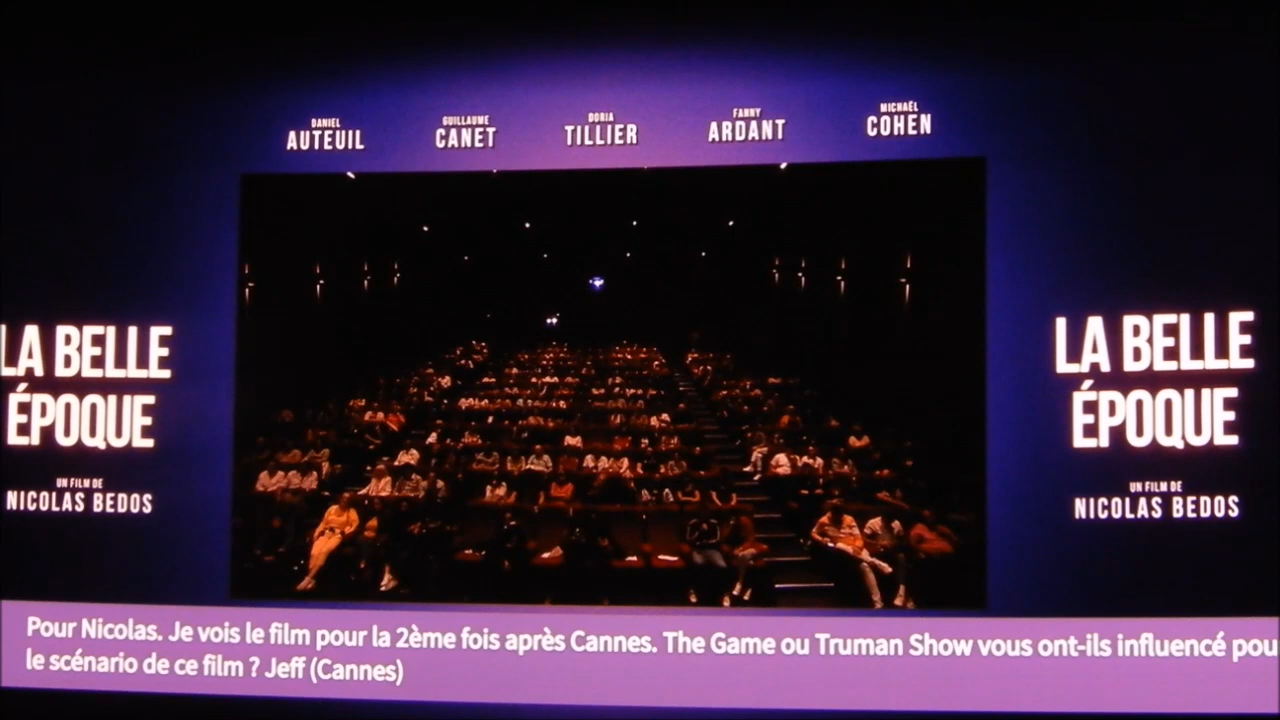 DANIEL
AUTEUIL
GUILLAUME
CANET
DORIA
TILLIER
FANNY
ARDANT
MICHAËL
COHEN
LA BELLE
ÉPOQUE
UN FILM DE
NICOLAS BEDOS
LA BELLE
ÉPOQUE
UN FILM DE
NICOLAS BEDOS
Pour Nicolas. Je vois le film pour la 2ème fois après Cannes. The Game ou Truman Show vous ont-ils influencé pou
le scénario de ce film ? Jeff (Cannes)